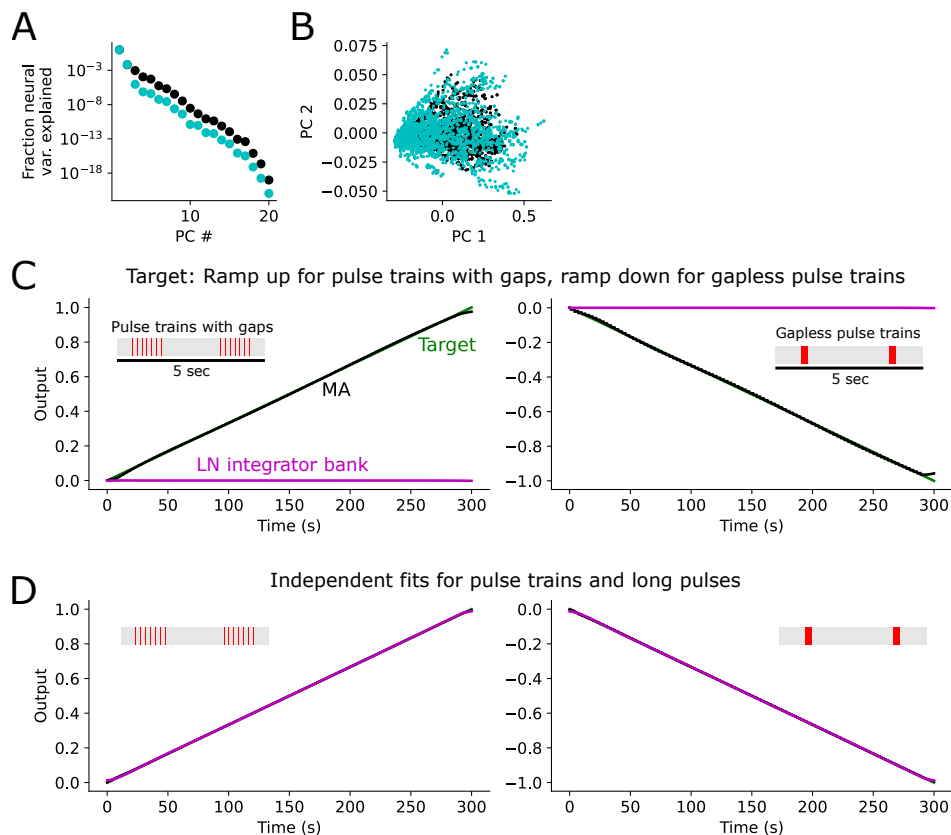 A
Fraction neural
var. explained
10⁻³
10⁻⁸
10⁻¹³
10⁻¹⁸
10
20
PC #
B
PC 2
0.075
0.050
0.025
0.000
−0.025
−0.050
0.0
0.5
PC 1
C
Target: Ramp up for pulse trains with gaps, ramp down for gapless pulse trains
Output
1.0
0.8
0.6
0.4
0.2
0.0
Pulse trains with gaps
5 sec
Target
MA
LN integrator bank
0
50
100
150
200
250
300
Time (s)
−0.0
−0.2
−0.4
−0.6
−0.8
−1.0
Gapless pulse trains
5 sec
0
50
100
150
200
250
300
Time (s)
D
Independent fits for pulse trains and long pulses
Output
1.0
0.8
0.6
0.4
0.2
0.0
0
50
100
150
200
250
300
Time (s)
−0.0
−0.2
−0.4
−0.6
−0.8
−1.0
0
50
100
150
200
250
300
Time (s)